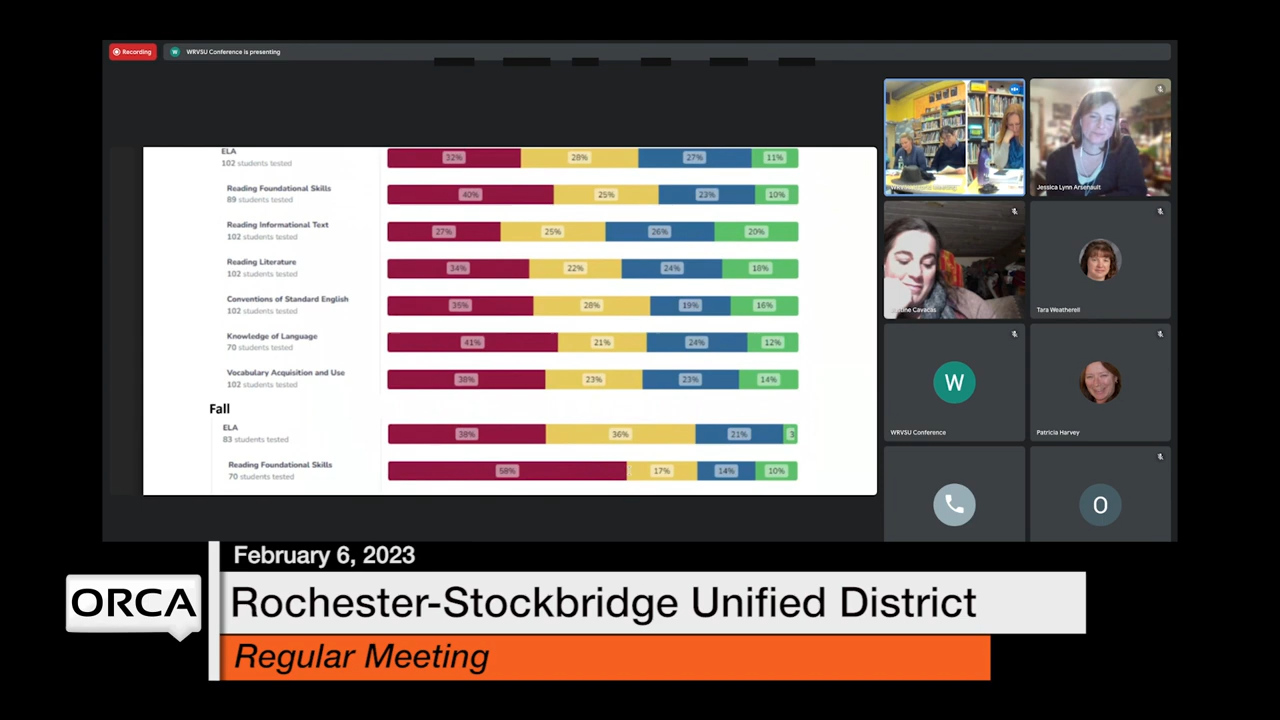 Recording
W
WRVSU Conference is presenting
ELA
102 students tested
32% 28% 27% 11%
Reading Foundational Skills
89 students tested
40% 25% 23% 10%
Reading Informational Text
102 students tested
27% 25% 26% 20%
Reading Literature
102 students tested
34% 22% 24% 18%
Conventions of Standard English
102 students tested
35% 28% 19% 16%
Knowledge of Language
70 students tested
41% 21% 24% 12%
Vocabulary Acquisition and Use
102 students tested
38% 23% 23% 14%
Fall
ELA
83 students tested
38% 36% 21%
Reading Foundational Skills
70 students tested
58% 17% 14% 10%
Jessica Lynn Arsenault
Cavacas
Tara Weatherell
W
WRVSU Conference
Patricia Harvey
O
February 6, 2023
ORCA
Rochester-Stockbridge Unified District
Regular Meeting